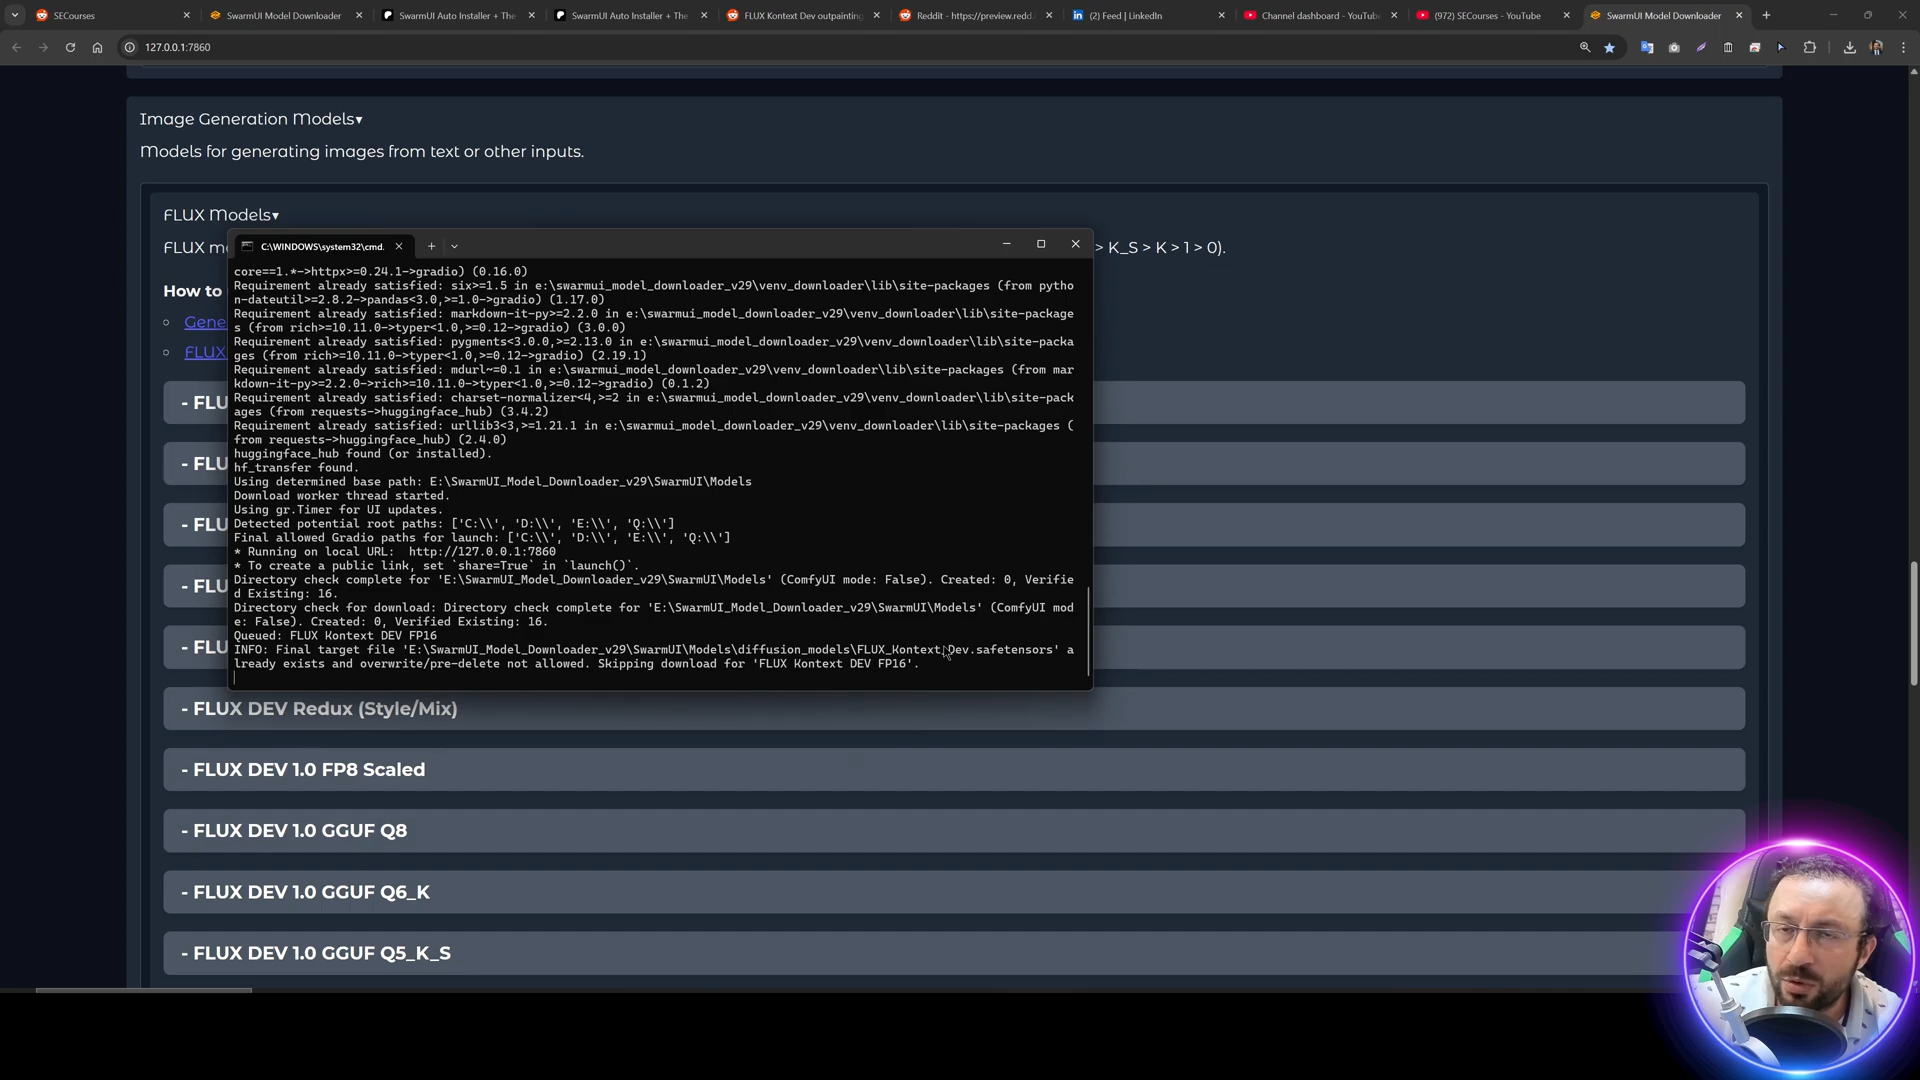 SECourses
SwarmUI Model Downloader
SwarmUI Auto Installer + The
SwarmUI Auto Installer + The
FLUX Kontext Dev outpainting
Reddit - https://preview.redd.
(2) Feed | LinkedIn
Channel dashboard - YouTube
(972) SECourses - YouTube
SwarmUI Model Downloader
127.0.0.1:7860
Image Generation Models▾
Models for generating images from text or other inputs.
FLUX Models▾
FLUX m
> K_S > K > 1 > 0).
How to
Gene
FLUX
C:\WINDOWS\system32\cmd.
core==1.*->httpx>=0.24.1->gradio) (0.16.0)
Requirement already satisfied: six>=1.5 in e:\swarmui_model_downloader_v29\venv_downloader\lib\site-packages (from pytho
n-dateutil>=2.8.2->pandas<3.0,>=1.0->gradio) (1.17.0)
Requirement already satisfied: markdown-it-py>=2.2.0 in e:\swarmui_model_downloader_v29\venv_downloader\lib\site-package
s (from rich>=10.11.0->typer<1.0,>=0.12->gradio) (3.0.0)
Requirement already satisfied: pygments<3.0.0,>=2.13.0 in e:\swarmui_model_downloader_v29\venv_downloader\lib\site-packa
ges (from rich>=10.11.0->typer<1.0,>=0.12->gradio) (2.19.1)
Requirement already satisfied: mdurl~=0.1 in e:\swarmui_model_downloader_v29\venv_downloader\lib\site-packages (from mar
kdown-it-py>=2.2.0->rich>=10.11.0->typer<1.0,>=0.12->gradio) (0.1.2)
Requirement already satisfied: charset-normalizer<4,>=2 in e:\swarmui_model_downloader_v29\venv_downloader\lib\site-pack
ages (from requests->huggingface_hub) (3.4.2)
Requirement already satisfied: urllib3<3,>=1.21.1 in e:\swarmui_model_downloader_v29\venv_downloader\lib\site-packages (
from requests->huggingface_hub) (2.4.0)
huggingface_hub found (or installed).
hf_transfer found.
Using determined base path: E:\SwarmUI_Model_Downloader_v29\SwarmUI\Models
Download worker thread started.
Using gr.Timer for UI updates.
Detected potential root paths: ['C:\\', 'D:\\', 'E:\\', 'Q:\\']
Final allowed Gradio paths for launch: ['C:\\', 'D:\\', 'E:\\', 'Q:\\']
* Running on local URL:  http://127.0.0.1:7860
* To create a public link, set `share=True` in `launch()`.
Directory check complete for 'E:\SwarmUI_Model_Downloader_v29\SwarmUI\Models' (ComfyUI mode: False). Created: 0, Verifie
d Existing: 16.
Directory check for download: Directory check complete for 'E:\SwarmUI_Model_Downloader_v29\SwarmUI\Models' (ComfyUI mod
e: False). Created: 0, Verified Existing: 16.
Queued: FLUX Kontext DEV FP16
INFO: Final target file 'E:\SwarmUI_Model_Downloader_v29\SwarmUI\Models\diffusion_models\FLUX_Kontext_Dev.safetensors' a
lready exists and overwrite/pre-delete not allowed. Skipping download for 'FLUX Kontext DEV FP16'.
- FLU
- FLU
- FLU
- FLU
- FLU
- FLUX DEV Redux (Style/Mix)
- FLUX DEV 1.0 FP8 Scaled
- FLUX DEV 1.0 GGUF Q8
- FLUX DEV 1.0 GGUF Q6_K
- FLUX DEV 1.0 GGUF Q5_K_S